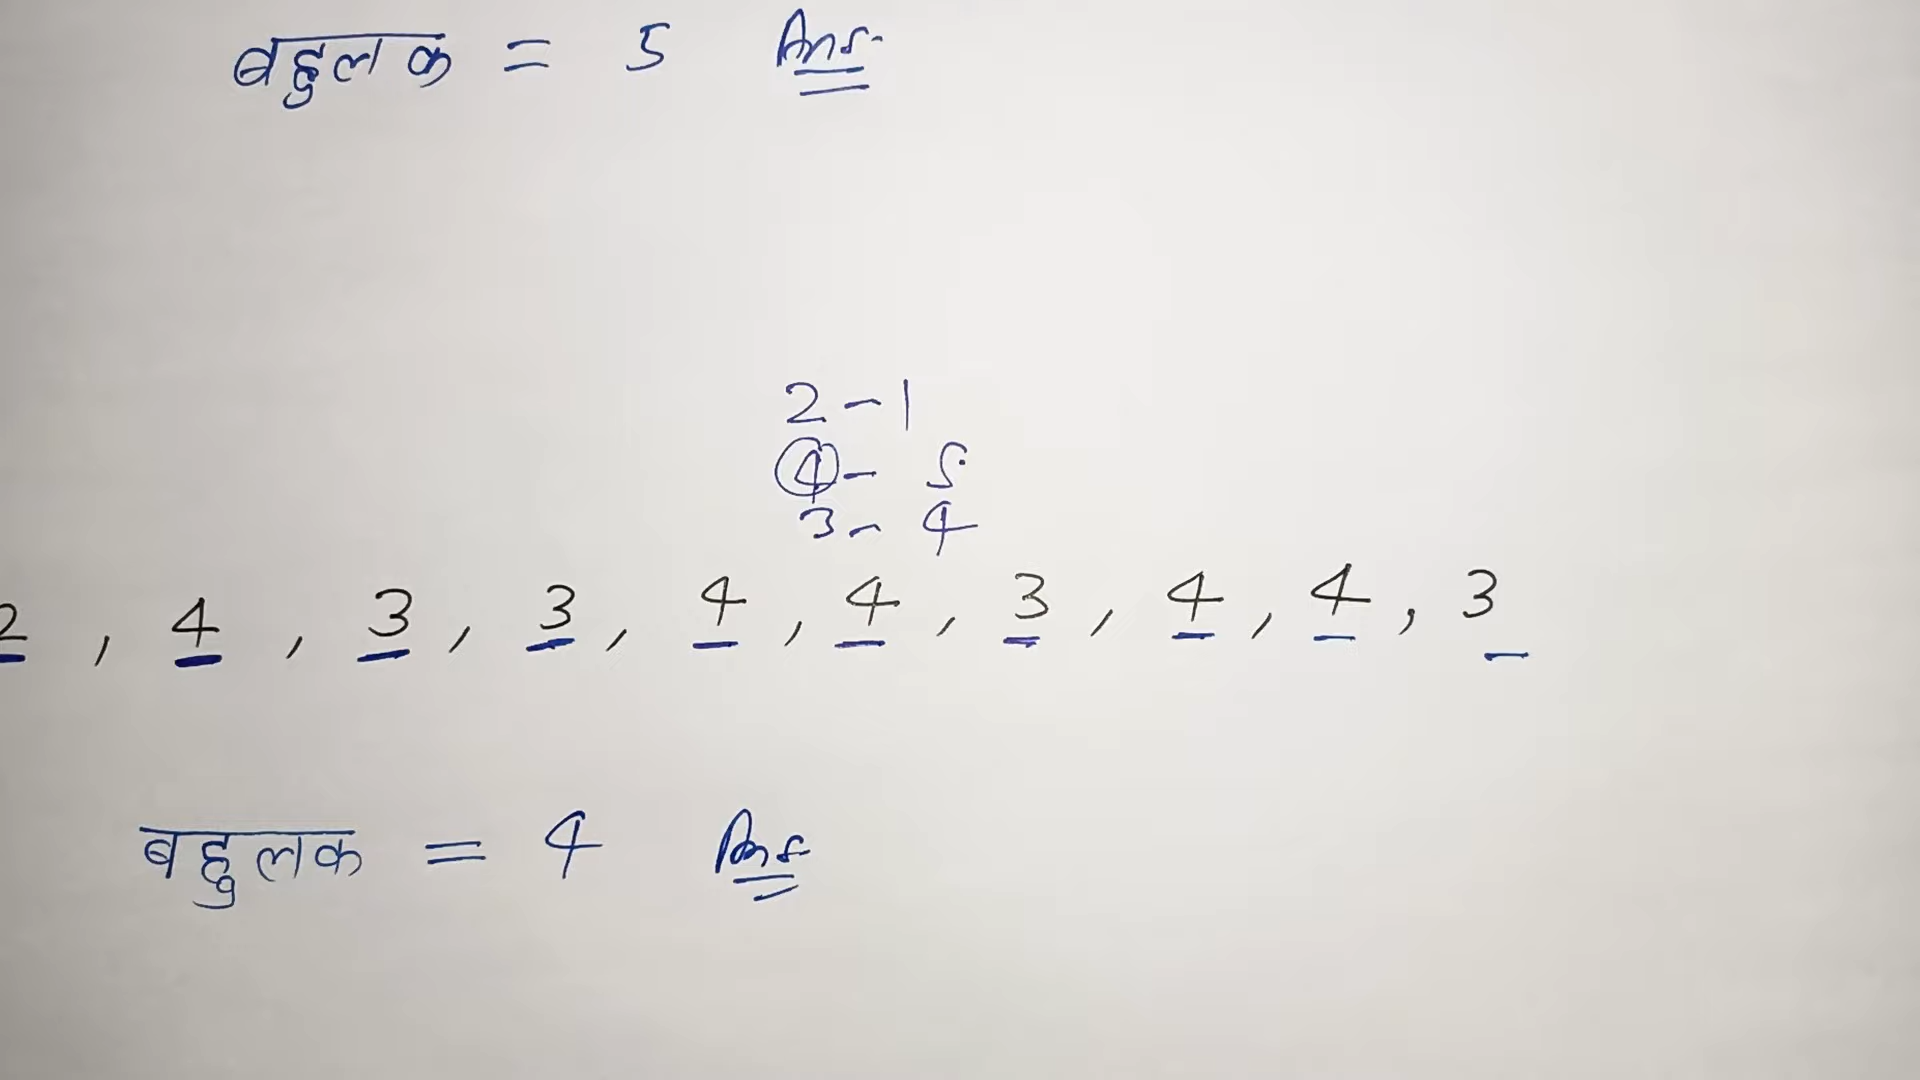 बहुलक = 5 Ans.
2 - 1
4 - 5
3 - 4
2, 4, 3, 3, 4, 4, 3, 4, 4, 3
बहुलक = 4 Ans